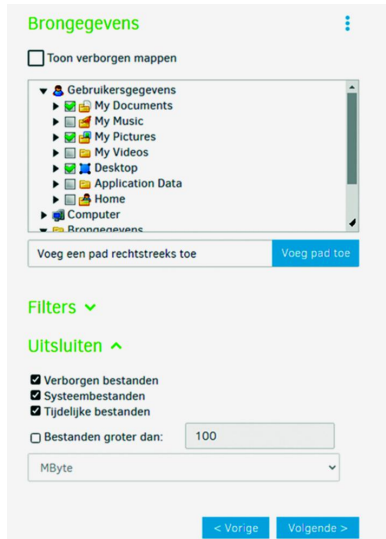 Brongegevens
Toon verborgen mappen
Gebruikersgegevens
My Documents
My Music
My Pictures
My Videos
Desktop
Application Data
Home
Computer
Brongegevens
Voeg een pad rechtstreeks toe
Voeg pad toe
Filters
Uitsluiten
Verborgen bestanden
Systeembestanden
Tijdelijke bestanden
Bestanden groter dan: 100
MByte
< Vorige
Volgende >